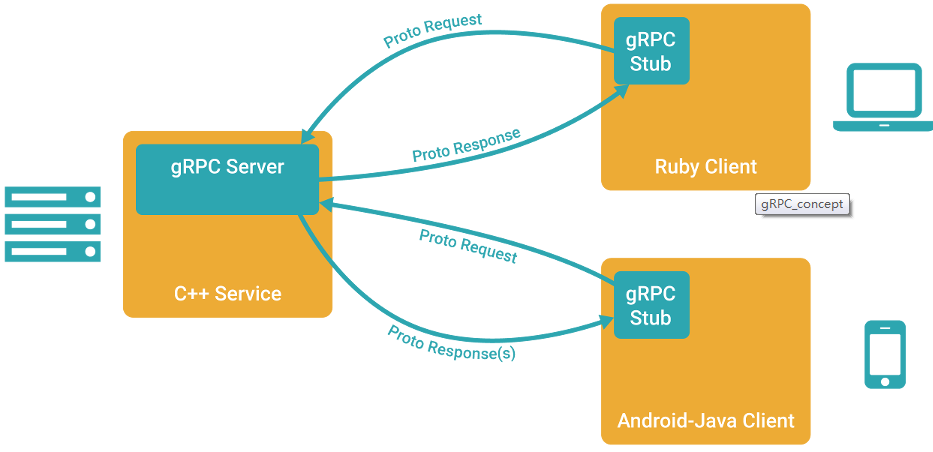 Proto Request
gRPC
Stub
Proto Response
Ruby Client
gRPC_concept
gRPC Server
C++ Service
Proto Request
gRPC
Stub
Proto Response(s)
Android-Java Client